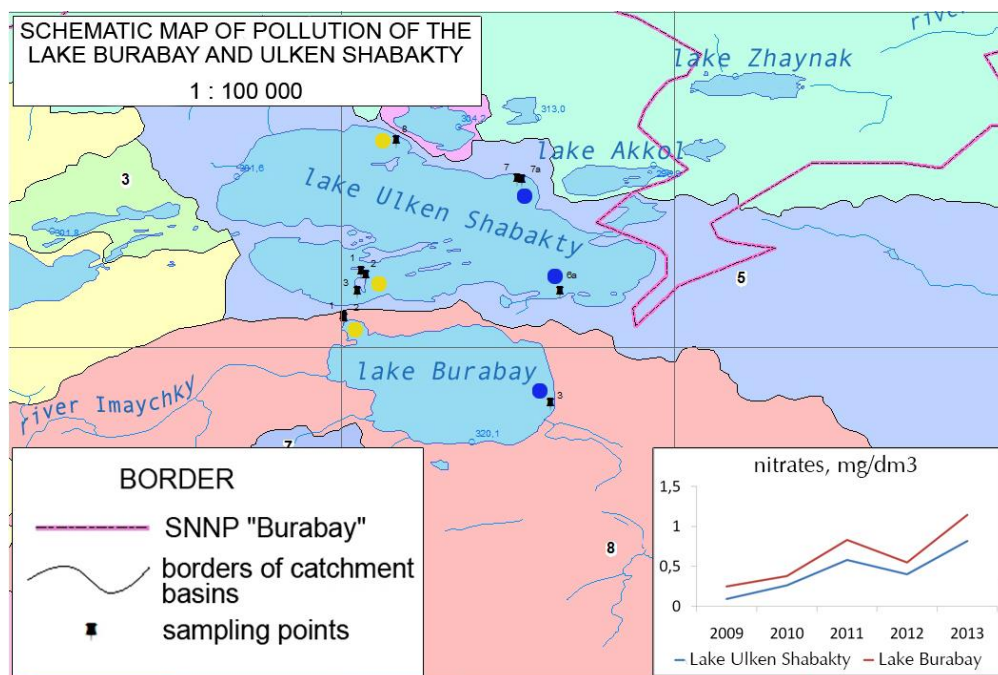 SCHEMATIC MAP OF POLLUTION OF THE
LAKE BURABAY AND ULKEN SHABAKTY
1 : 100 000
river
lake Zhaynak
313,0
304,2
8
lake Akkol
301,6
7
7a
3
lake Ulken Shabakty
301,8
1
2
3
6a
5
1
2
lake Burabay
3
river Imaychky
320,1
7
8
BORDER
SNNP "Burabay"
borders of catchment
basins
sampling points
nitrates, mg/dm3
1,5
1
0,5
0
2009 2010 2011 2012 2013
Lake Ulken Shabakty Lake Burabay